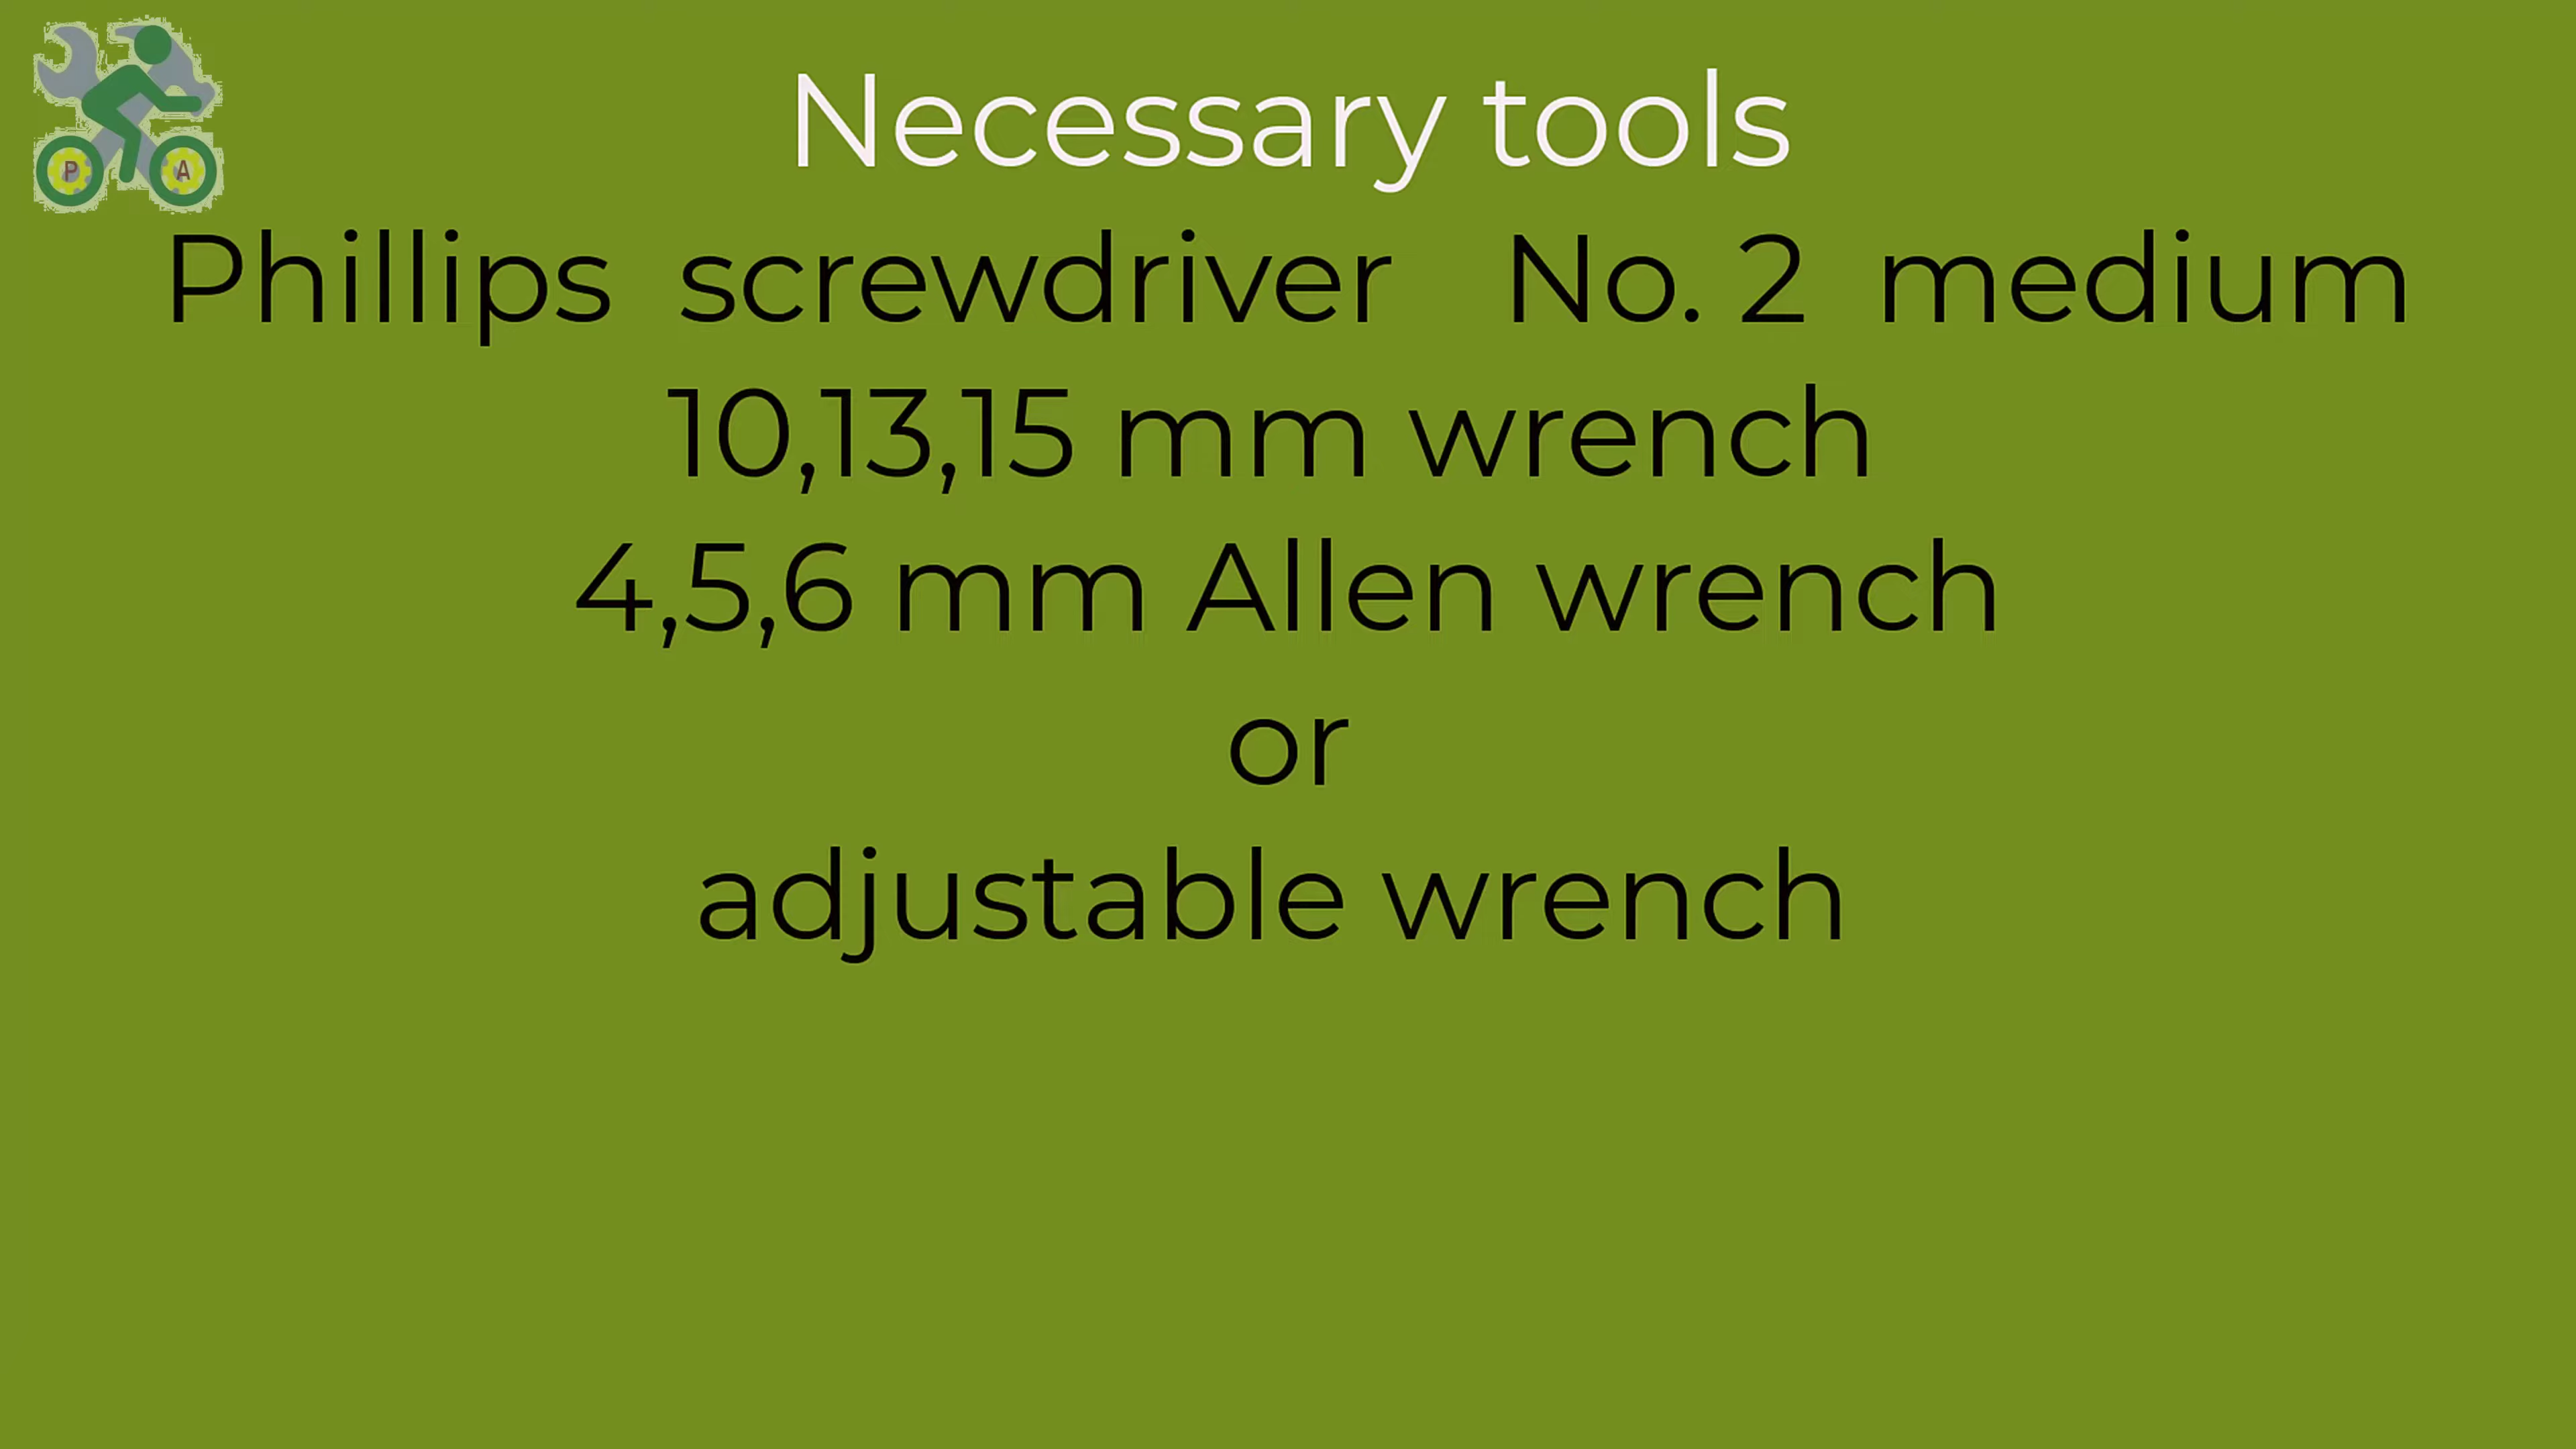 Necessary tools
Phillips screwdriver No. 2 medium
10,13,15 mm wrench
4,5,6 mm Allen wrench
or
adjustable wrench
P A